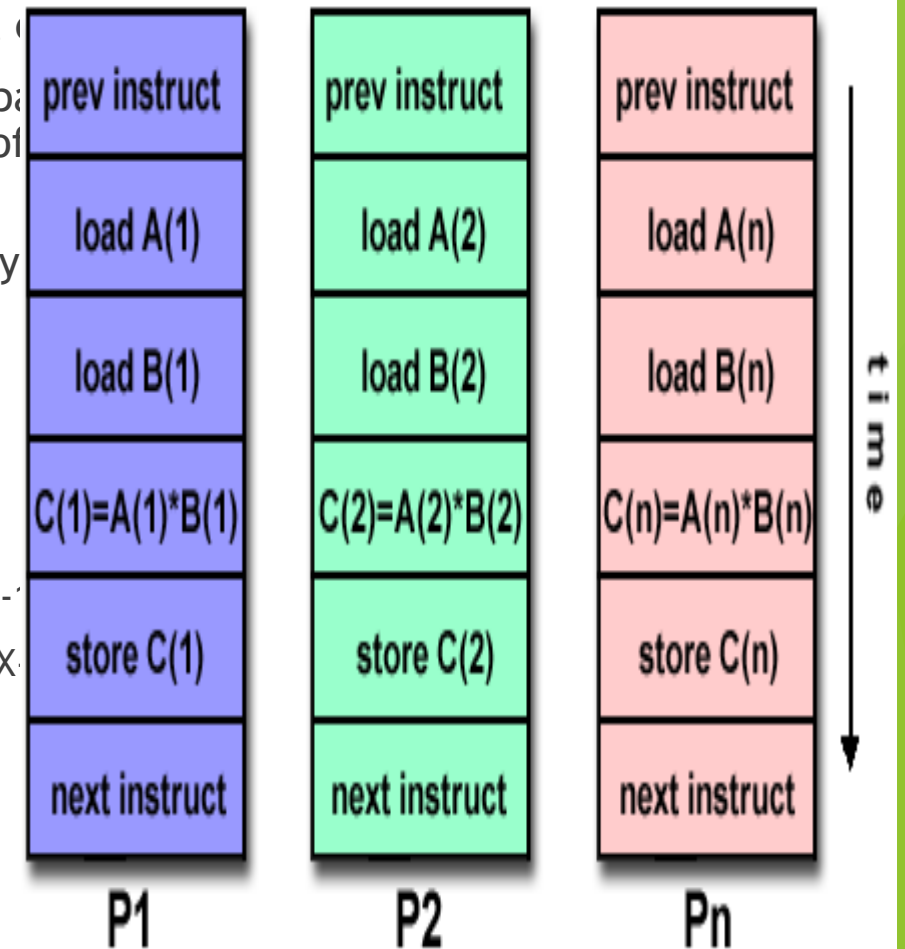 prev instruct
load A(1)
load B(1)
C(1)=A(1)*B(1)
store C(1)
next instruct
P1
prev instruct
load A(2)
load B(2)
C(2)=A(2)*B(2)
store C(2)
next instruct
P2
prev instruct
load A(n)
load B(n)
C(n)=A(n)*B(n)
store C(n)
next instruct
Pn
time